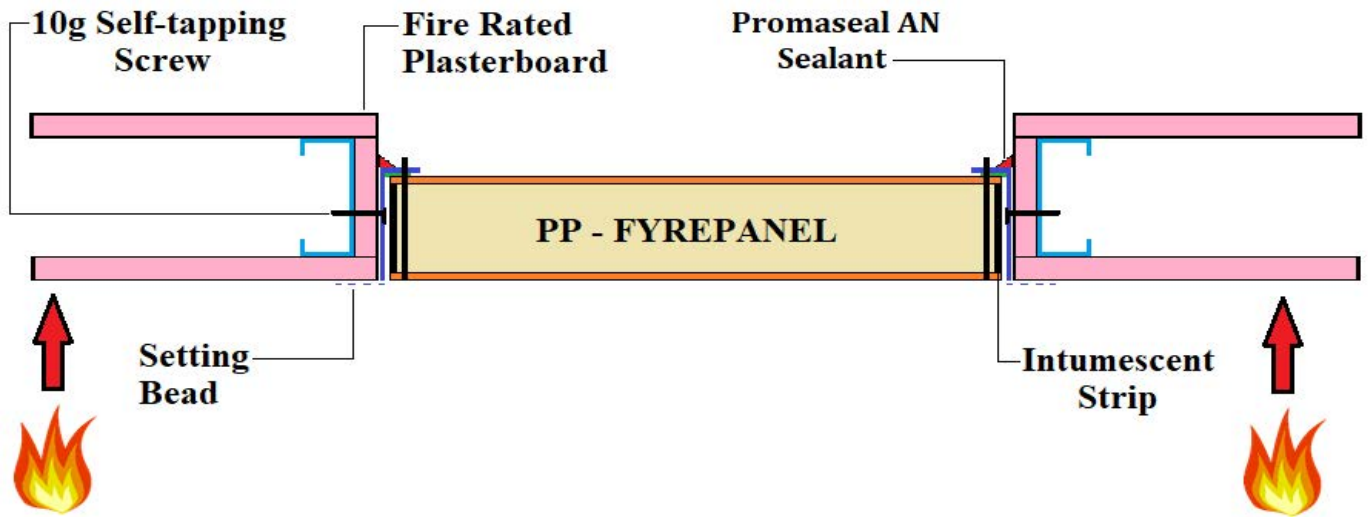 10g Self-tapping
Screw
Fire Rated
Plasterboard
Promaseal AN
Sealant
PP - FYREPANEL
Setting
Bead
Intumescent
Strip